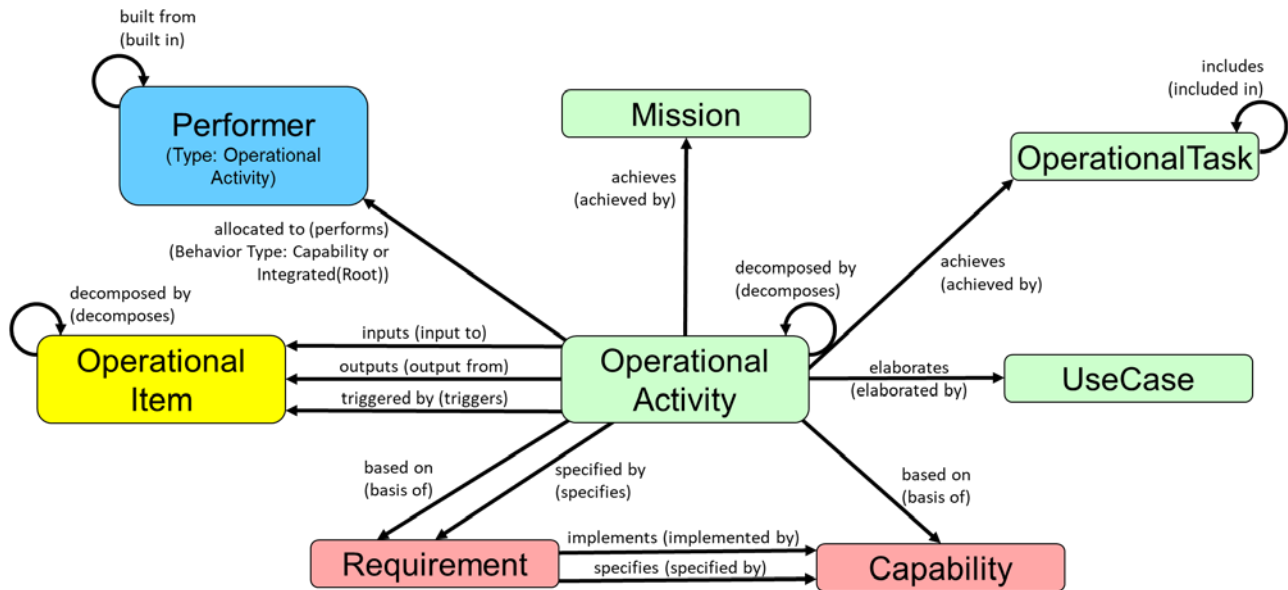 built from
(built in)
Performer
(Type: Operational
Activity)
Mission
includes
(included in)
OperationalTask
achieves
(achieved by)
allocated to (performs)
(Behavior Type: Capability or
Integrated(Root))
decomposed by
(decomposes)
achieves
(achieved by)
decomposed by
(decomposes)
Operational
Item
inputs (input to)
outputs (output from)
triggered by (triggers)
Operational
Activity
elaborates
(elaborated by)
UseCase
based on
(basis of)
specified by
(specifies)
based on
(basis of)
Requirement
implements (implemented by)
specifies (specified by)
Capability